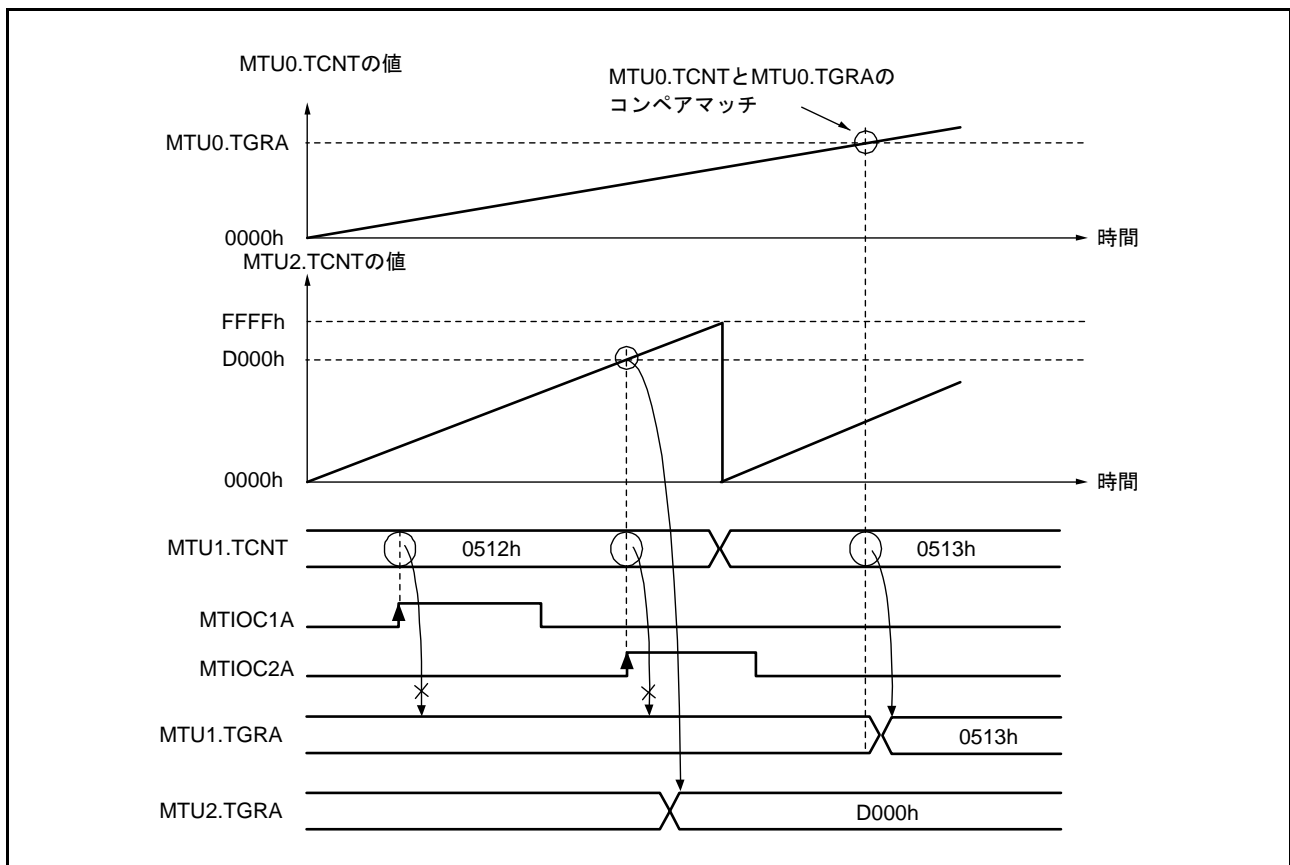 MTU0.TCNTの値
MTU0.TCNTとMTU0.TGRAの
コンペアマッチ
MTU0.TGRA
0000h
時間
MTU2.TCNTの値
FFFFh
D000h
0000h
時間
MTU1.TCNT
0512h
0513h
MTIOC1A
MTIOC2A
MTU1.TGRA
0513h
MTU2.TGRA
D000h